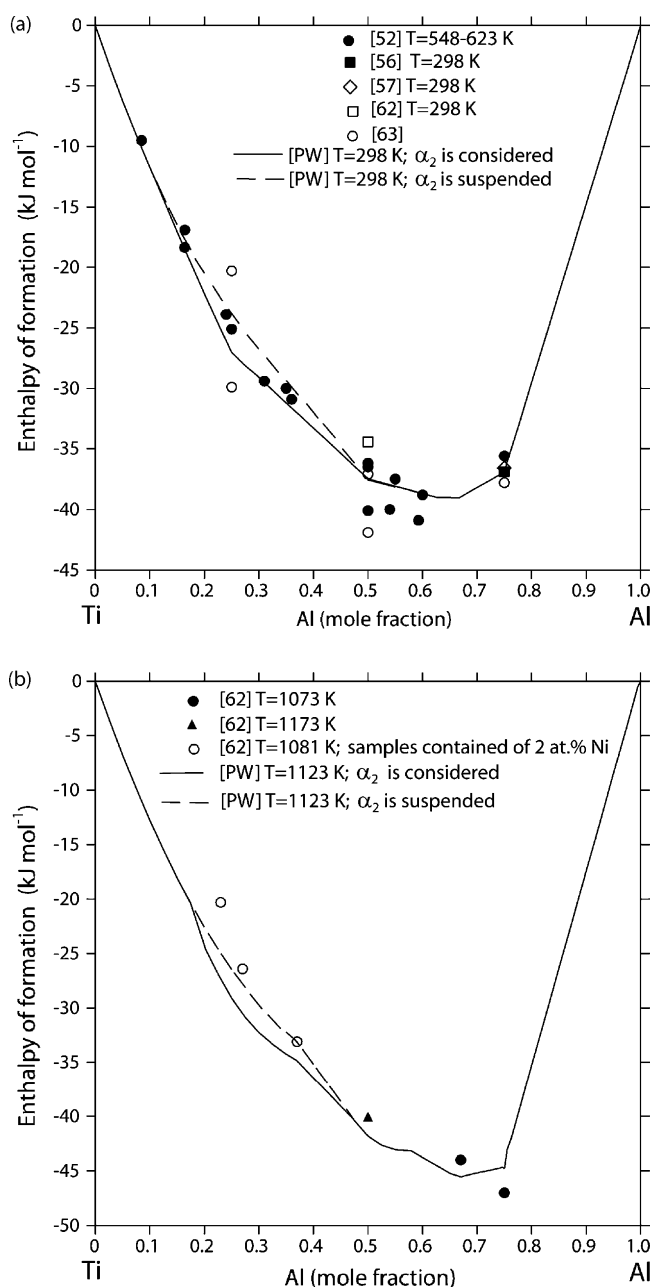 (a)
0
-5
-10
-15
-20
-25
-30
-35
-40
-45
Enthalpy of formation (kJ mol⁻¹)
[52] T=548-623 K
[56] T=298 K
[57] T=298 K
[62] T=298 K
[63]
[PW] T=298 K; α₂ is considered
[PW] T=298 K; α₂ is suspended
0 0.1 0.2 0.3 0.4 0.5 0.6 0.7 0.8 0.9 1.0
Ti Al (mole fraction) Al
(b)
0
-5
-10
-15
-20
-25
-30
-35
-40
-45
-50
Enthalpy of formation (kJ mol⁻¹)
[62] T=1073 K
[62] T=1173 K
[62] T=1081 K; samples contained of 2 at.% Ni
[PW] T=1123 K; α₂ is considered
[PW] T=1123 K; α₂ is suspended
0 0.1 0.2 0.3 0.4 0.5 0.6 0.7 0.8 0.9 1.0
Ti Al (mole fraction) Al